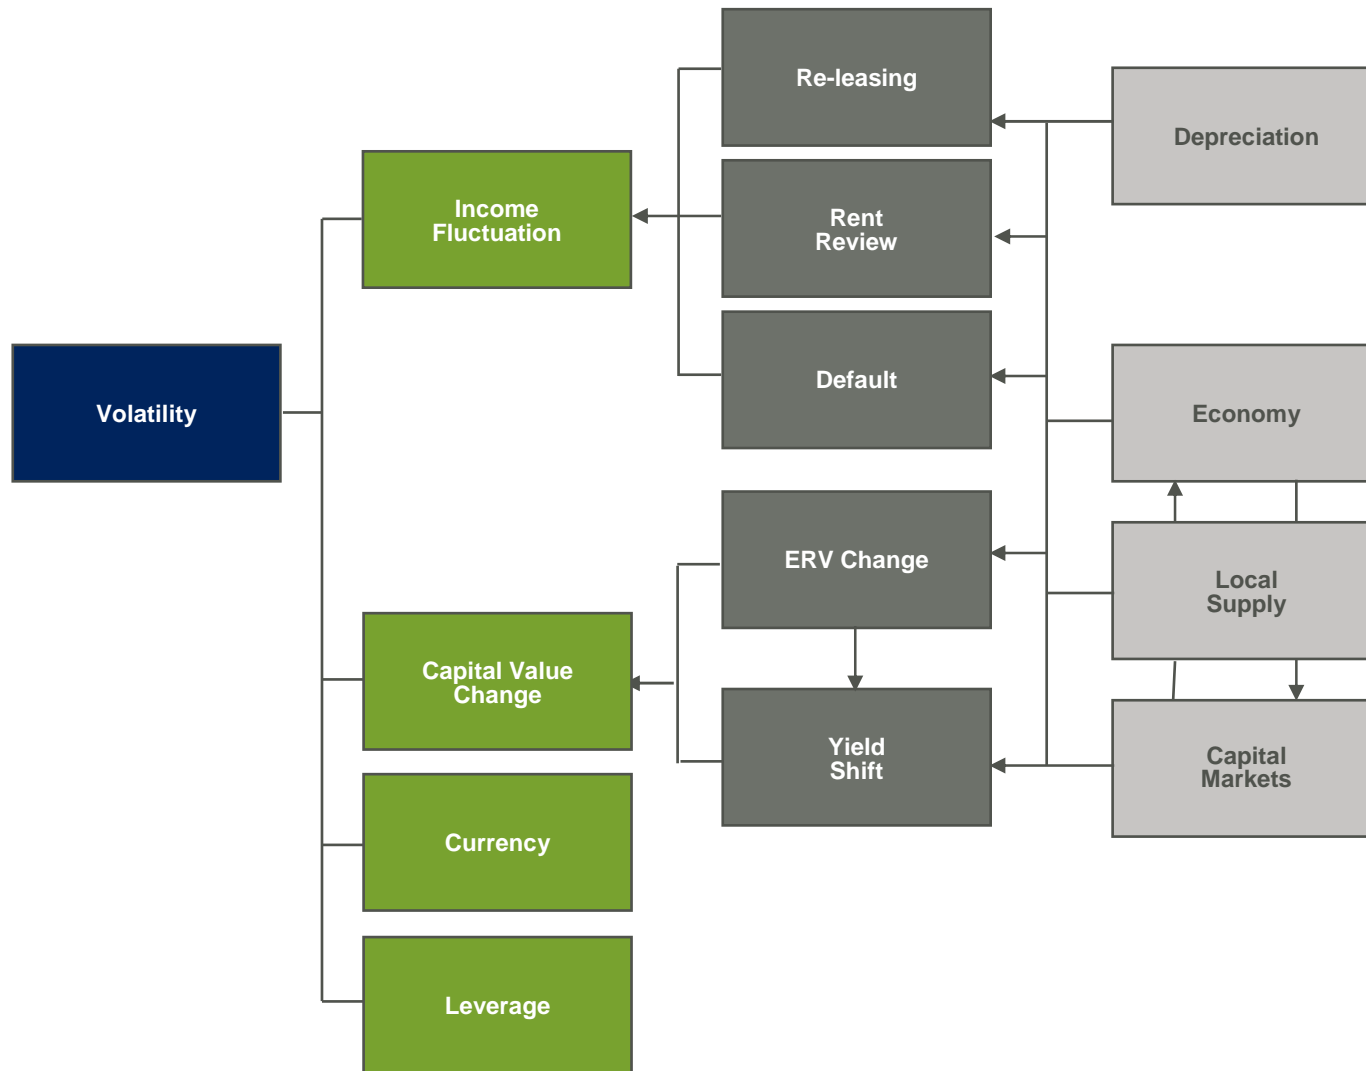 Volatility
Income
Fluctuation
Capital Value
Change
Currency
Leverage
Re-leasing
Rent
Review
Default
ERV Change
Yield
Shift
Depreciation
Economy
Local
Supply
Capital
Markets